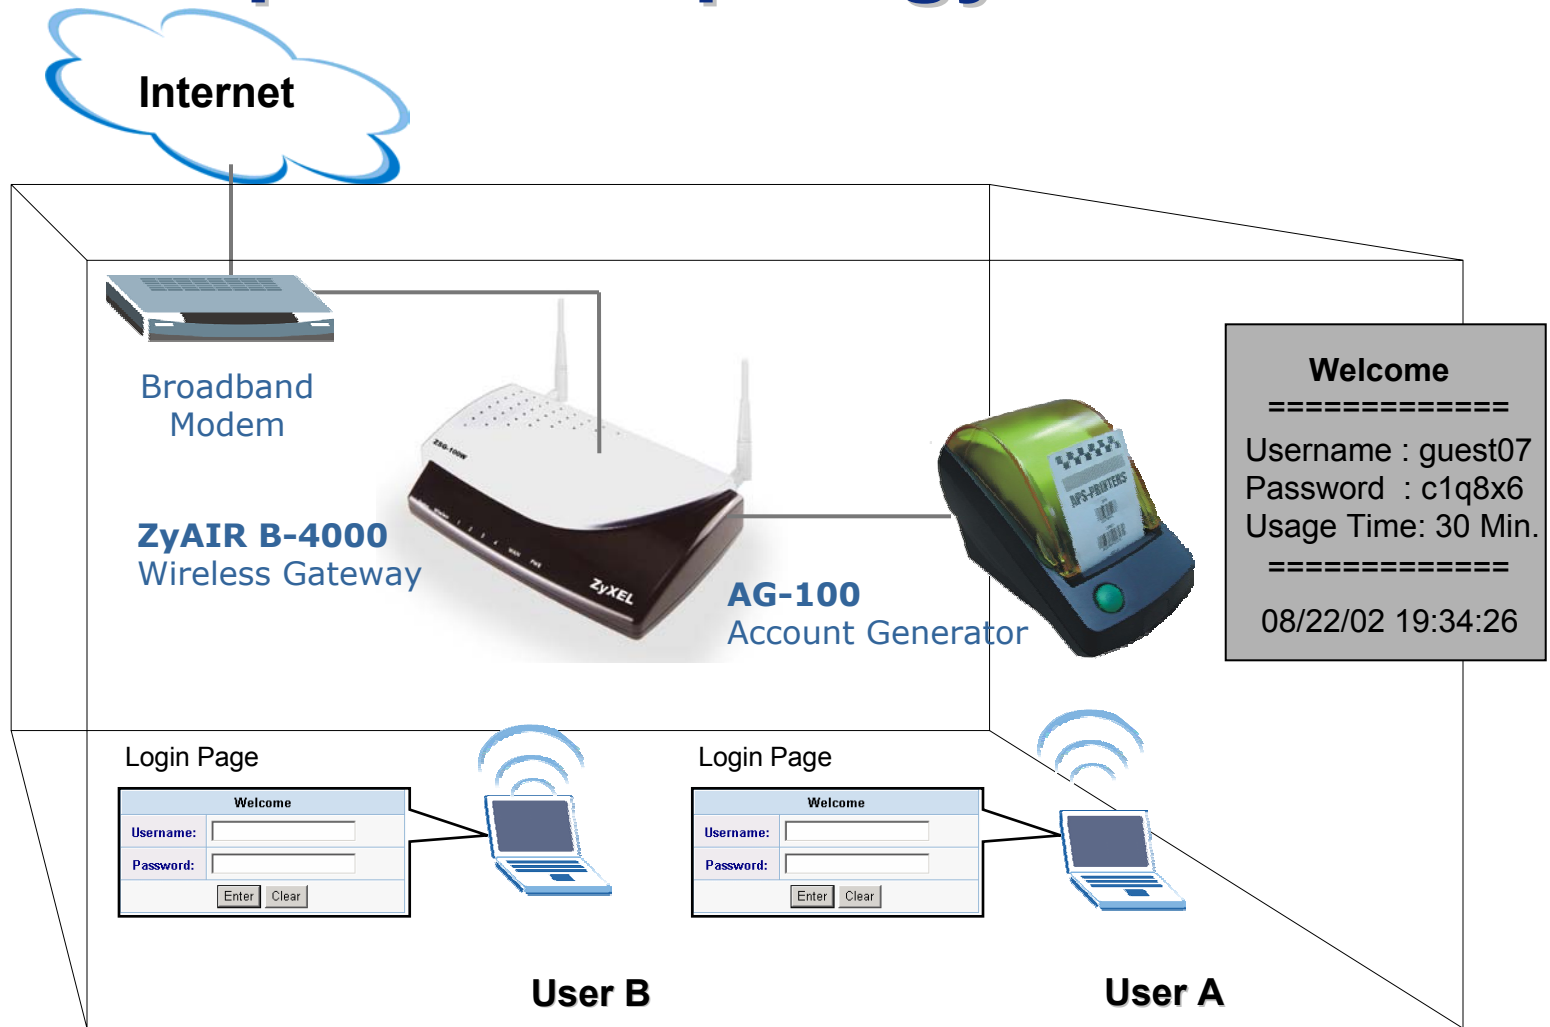 Internet
Broadband
Modem
ZSG-100W
ZyXEL
ZyAIR B-4000
Wireless Gateway
AG-100
Account Generator
Welcome
=============
Username : guest07
Password : c1q8x6
Usage Time: 30 Min.
=============
08/22/02 19:34:26
Login Page
Welcome
Username:
Password:
Enter Clear
User B
Login Page
Welcome
Username:
Password:
Enter Clear
User A